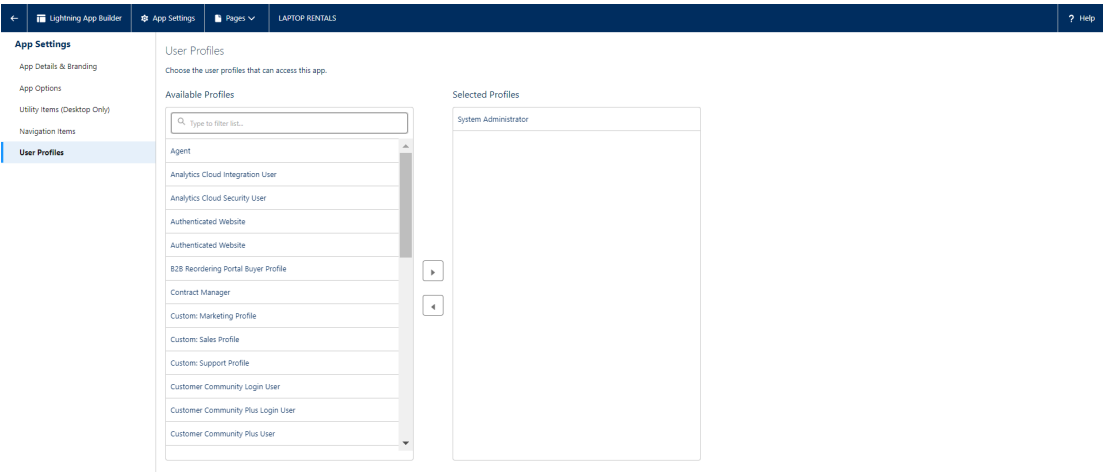 Lightning App Builder
App Settings
Pages
LAPTOP RENTALS
? Help
App Settings
App Details & Branding
App Options
Utility Items (Desktop Only)
Navigation Items
User Profiles
User Profiles
Choose the user profiles that can access this app.
Available Profiles
Type to filter list...
Agent
Analytics Cloud Integration User
Analytics Cloud Security User
Authenticated Website
Authenticated Website
B2B Reordering Portal Buyer Profile
Contract Manager
Custom: Marketing Profile
Custom: Sales Profile
Custom: Support Profile
Customer Community Login User
Customer Community Plus Login User
Customer Community Plus User
Selected Profiles
System Administrator